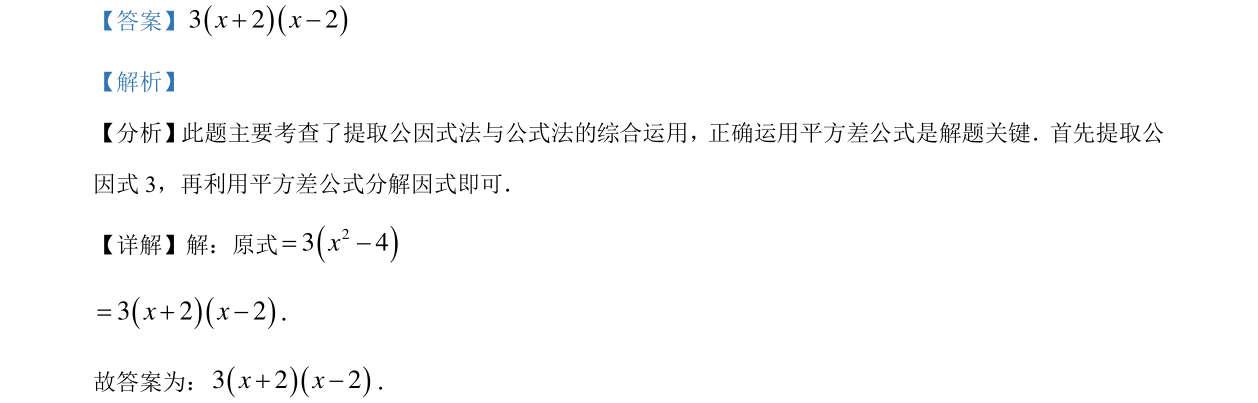 【答案】3(x+2)(x−2)
【解析】
【分析】此题主要考查了提取公因式法与公式法的综合运用，正确运用平方差公式是解题关键．首先提取公
因式 3，再利用平方差公式分解因式即可．
【详解】解：原式=3(x²−4)
=3(x+2)(x−2)．
故答案为：3(x+2)(x−2)．